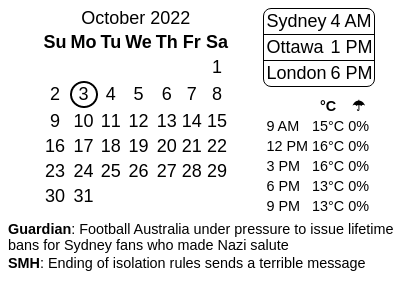 October 2022
Su Mo Tu We Th Fr Sa
1
2 3 4 5 6 7 8
9 10 11 12 13 14 15
16 17 18 19 20 21 22
23 24 25 26 27 28 29
30 31
Sydney 4 AM
Ottawa 1 PM
London 6 PM
°C ☂
9 AM 15°C 0%
12 PM 16°C 0%
3 PM 16°C 0%
6 PM 13°C 0%
9 PM 13°C 0%
Guardian: Football Australia under pressure to issue lifetime
bans for Sydney fans who made Nazi salute
SMH: Ending of isolation rules sends a terrible message